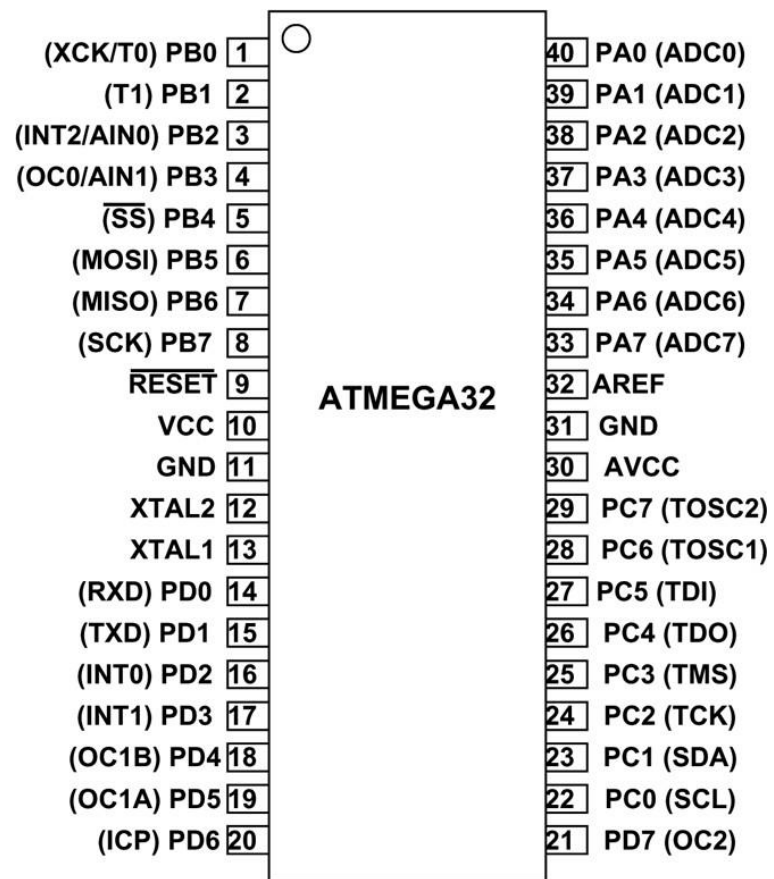 (XCK/T0) PB0 1
(T1) PB1 2
(INT2/AIN0) PB2 3
(OC0/AIN1) PB3 4
(SS) PB4 5
(MOSI) PB5 6
(MISO) PB6 7
(SCK) PB7 8
RESET 9
VCC 10
GND 11
XTAL2 12
XTAL1 13
(RXD) PD0 14
(TXD) PD1 15
(INT0) PD2 16
(INT1) PD3 17
(OC1B) PD4 18
(OC1A) PD5 19
(ICP) PD6 20
ATMEGA32
40 PA0 (ADC0)
39 PA1 (ADC1)
38 PA2 (ADC2)
37 PA3 (ADC3)
36 PA4 (ADC4)
35 PA5 (ADC5)
34 PA6 (ADC6)
33 PA7 (ADC7)
32 AREF
31 GND
30 AVCC
29 PC7 (TOSC2)
28 PC6 (TOSC1)
27 PC5 (TDI)
26 PC4 (TDO)
25 PC3 (TMS)
24 PC2 (TCK)
23 PC1 (SDA)
22 PC0 (SCL)
21 PD7 (OC2)